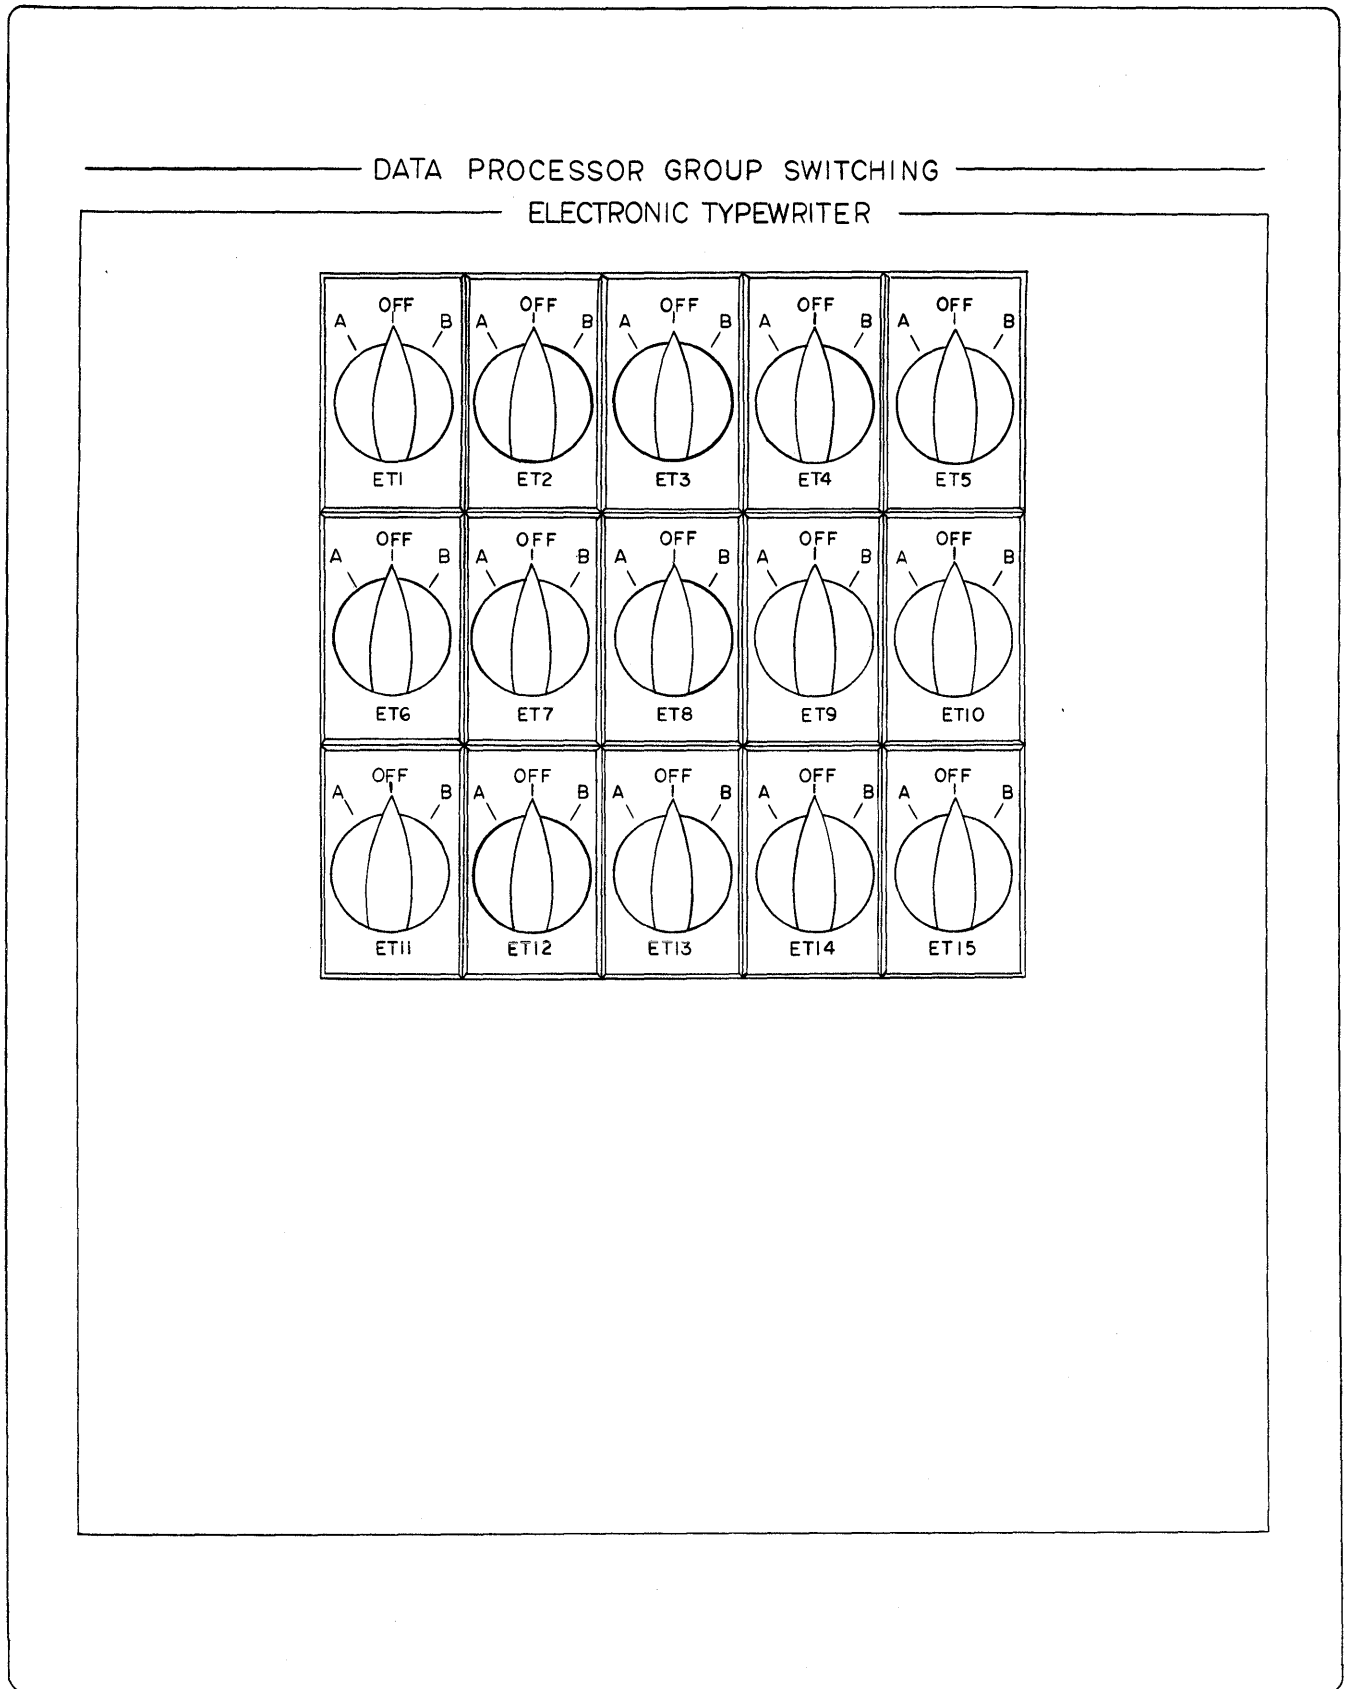 DATA PROCESSOR GROUP SWITCHING
ELECTRONIC TYPEWRITER
OFF OFF OFF OFF OFF
A B A B A B A B A B
ET1 ET2 ET3 ET4 ET5
OFF OFF OFF OFF OFF
A B A B A B A B A B
ET6 ET7 ET8 ET9 ET10
OFF OFF OFF OFF OFF
A B A B A B A B A B
ET11 ET12 ET13 ET14 ET15